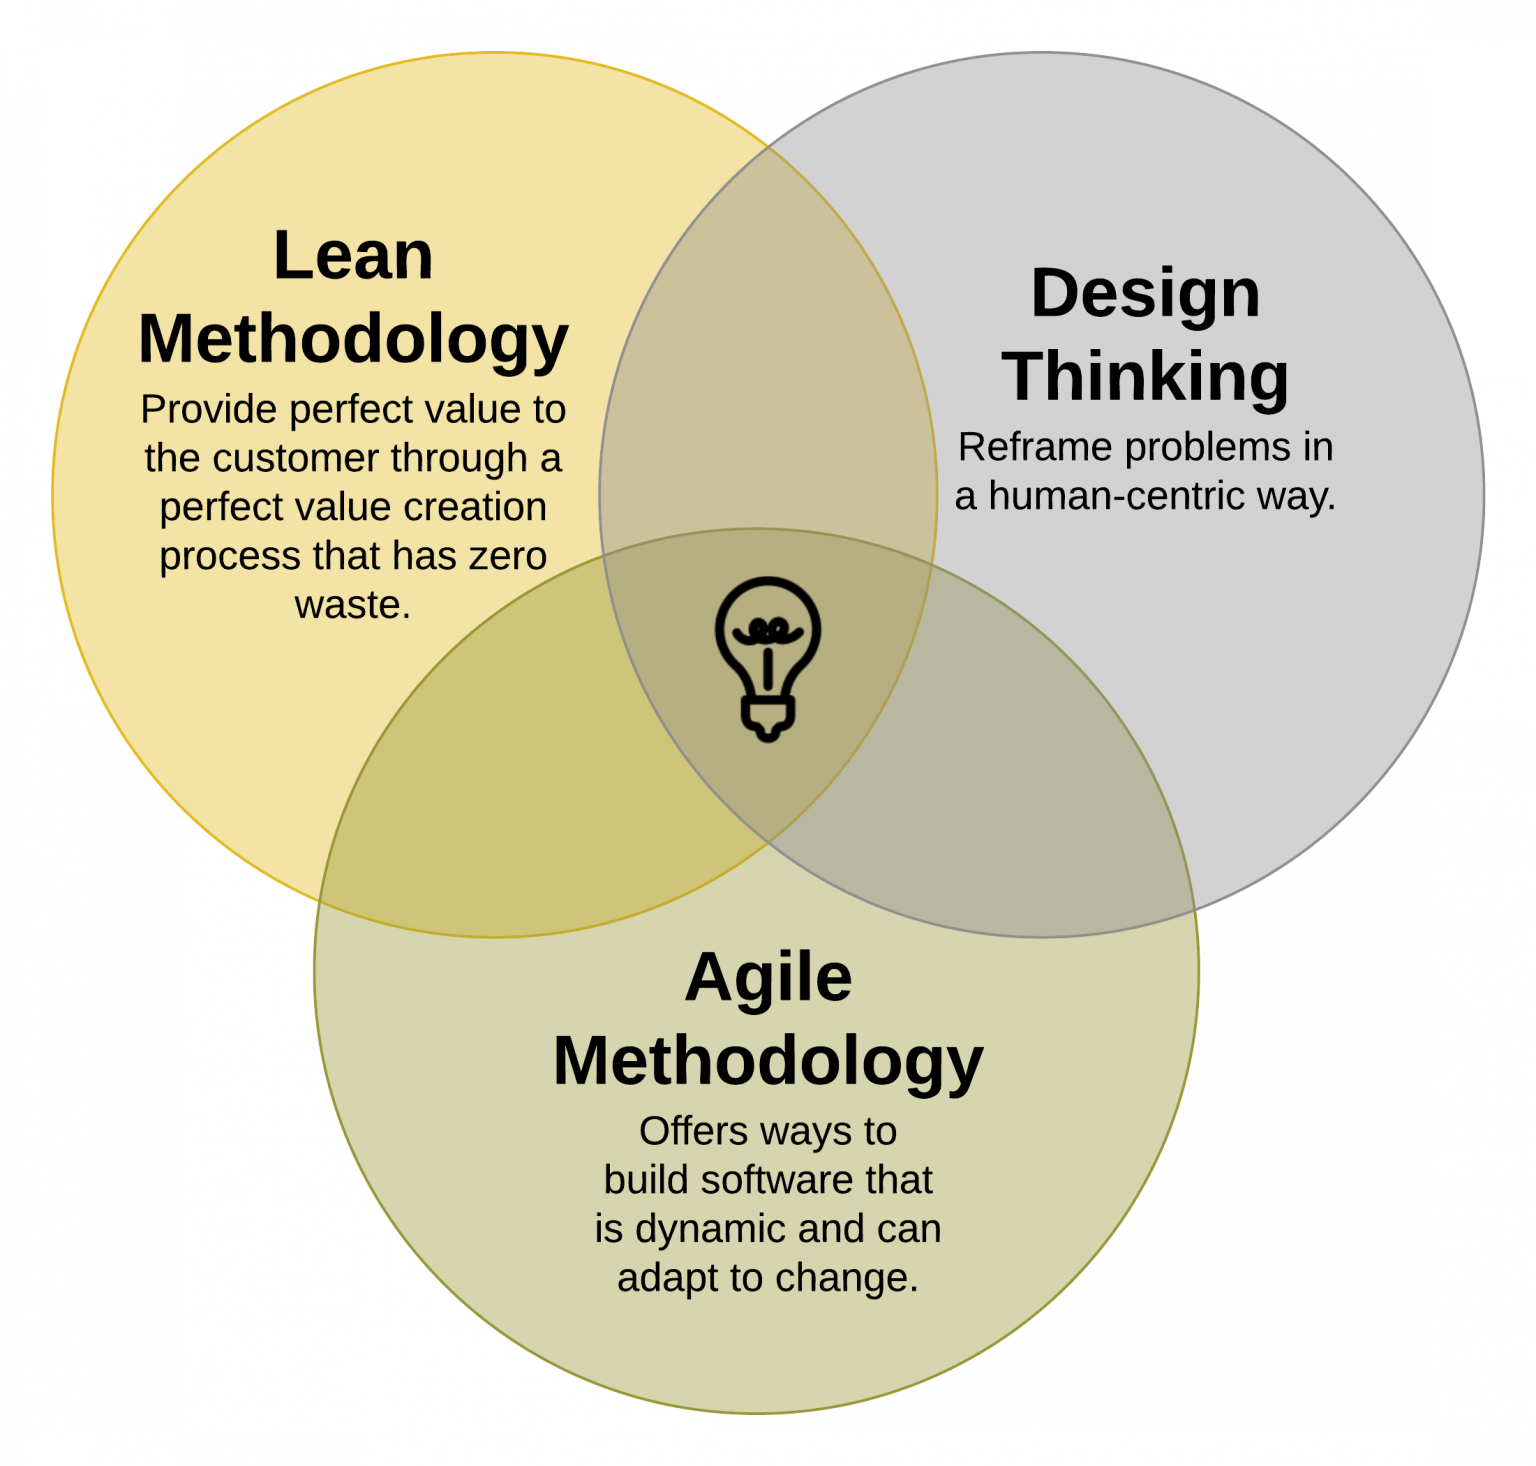 Lean
Methodology
Provide perfect value to
the customer through a
perfect value creation
process that has zero
waste.
Design
Thinking
Reframe problems in
a human-centric way.
Agile
Methodology
Offers ways to
build software that
is dynamic and can
adapt to change.